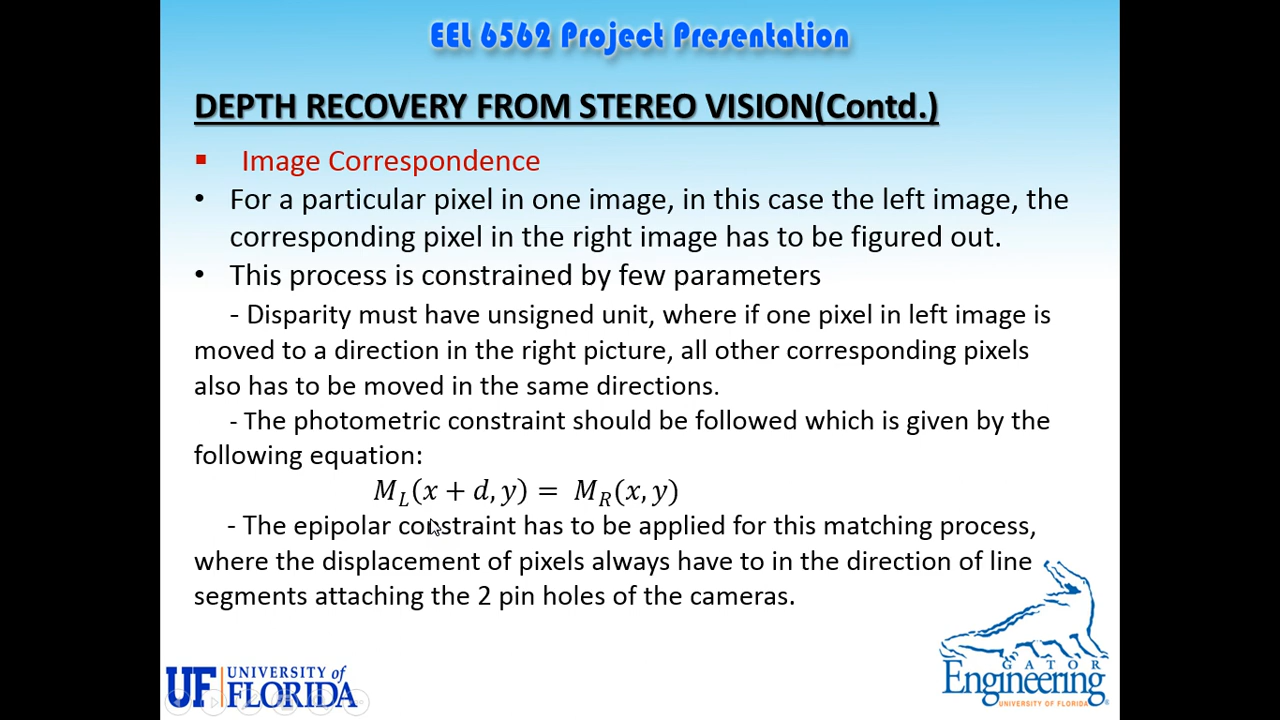 EEL 6562 Project Presentation
DEPTH RECOVERY FROM STEREO VISION(Contd.)
▪ Image Correspondence
• For a particular pixel in one image, in this case the left image, the
corresponding pixel in the right image has to be figured out.
• This process is constrained by few parameters
- Disparity must have unsigned unit, where if one pixel in left image is
moved to a direction in the right picture, all other corresponding pixels
also has to be moved in the same directions.
- The photometric constraint should be followed which is given by the
following equation:
M_L(x + d, y) = M_R(x, y)
- The epipolar constraint has to be applied for this matching process,
where the displacement of pixels always have to in the direction of line
segments attaching the 2 pin holes of the cameras.
UF UNIVERSITY of
FLORIDA
GATOR
Engineering®
UNIVERSITY OF FLORIDA